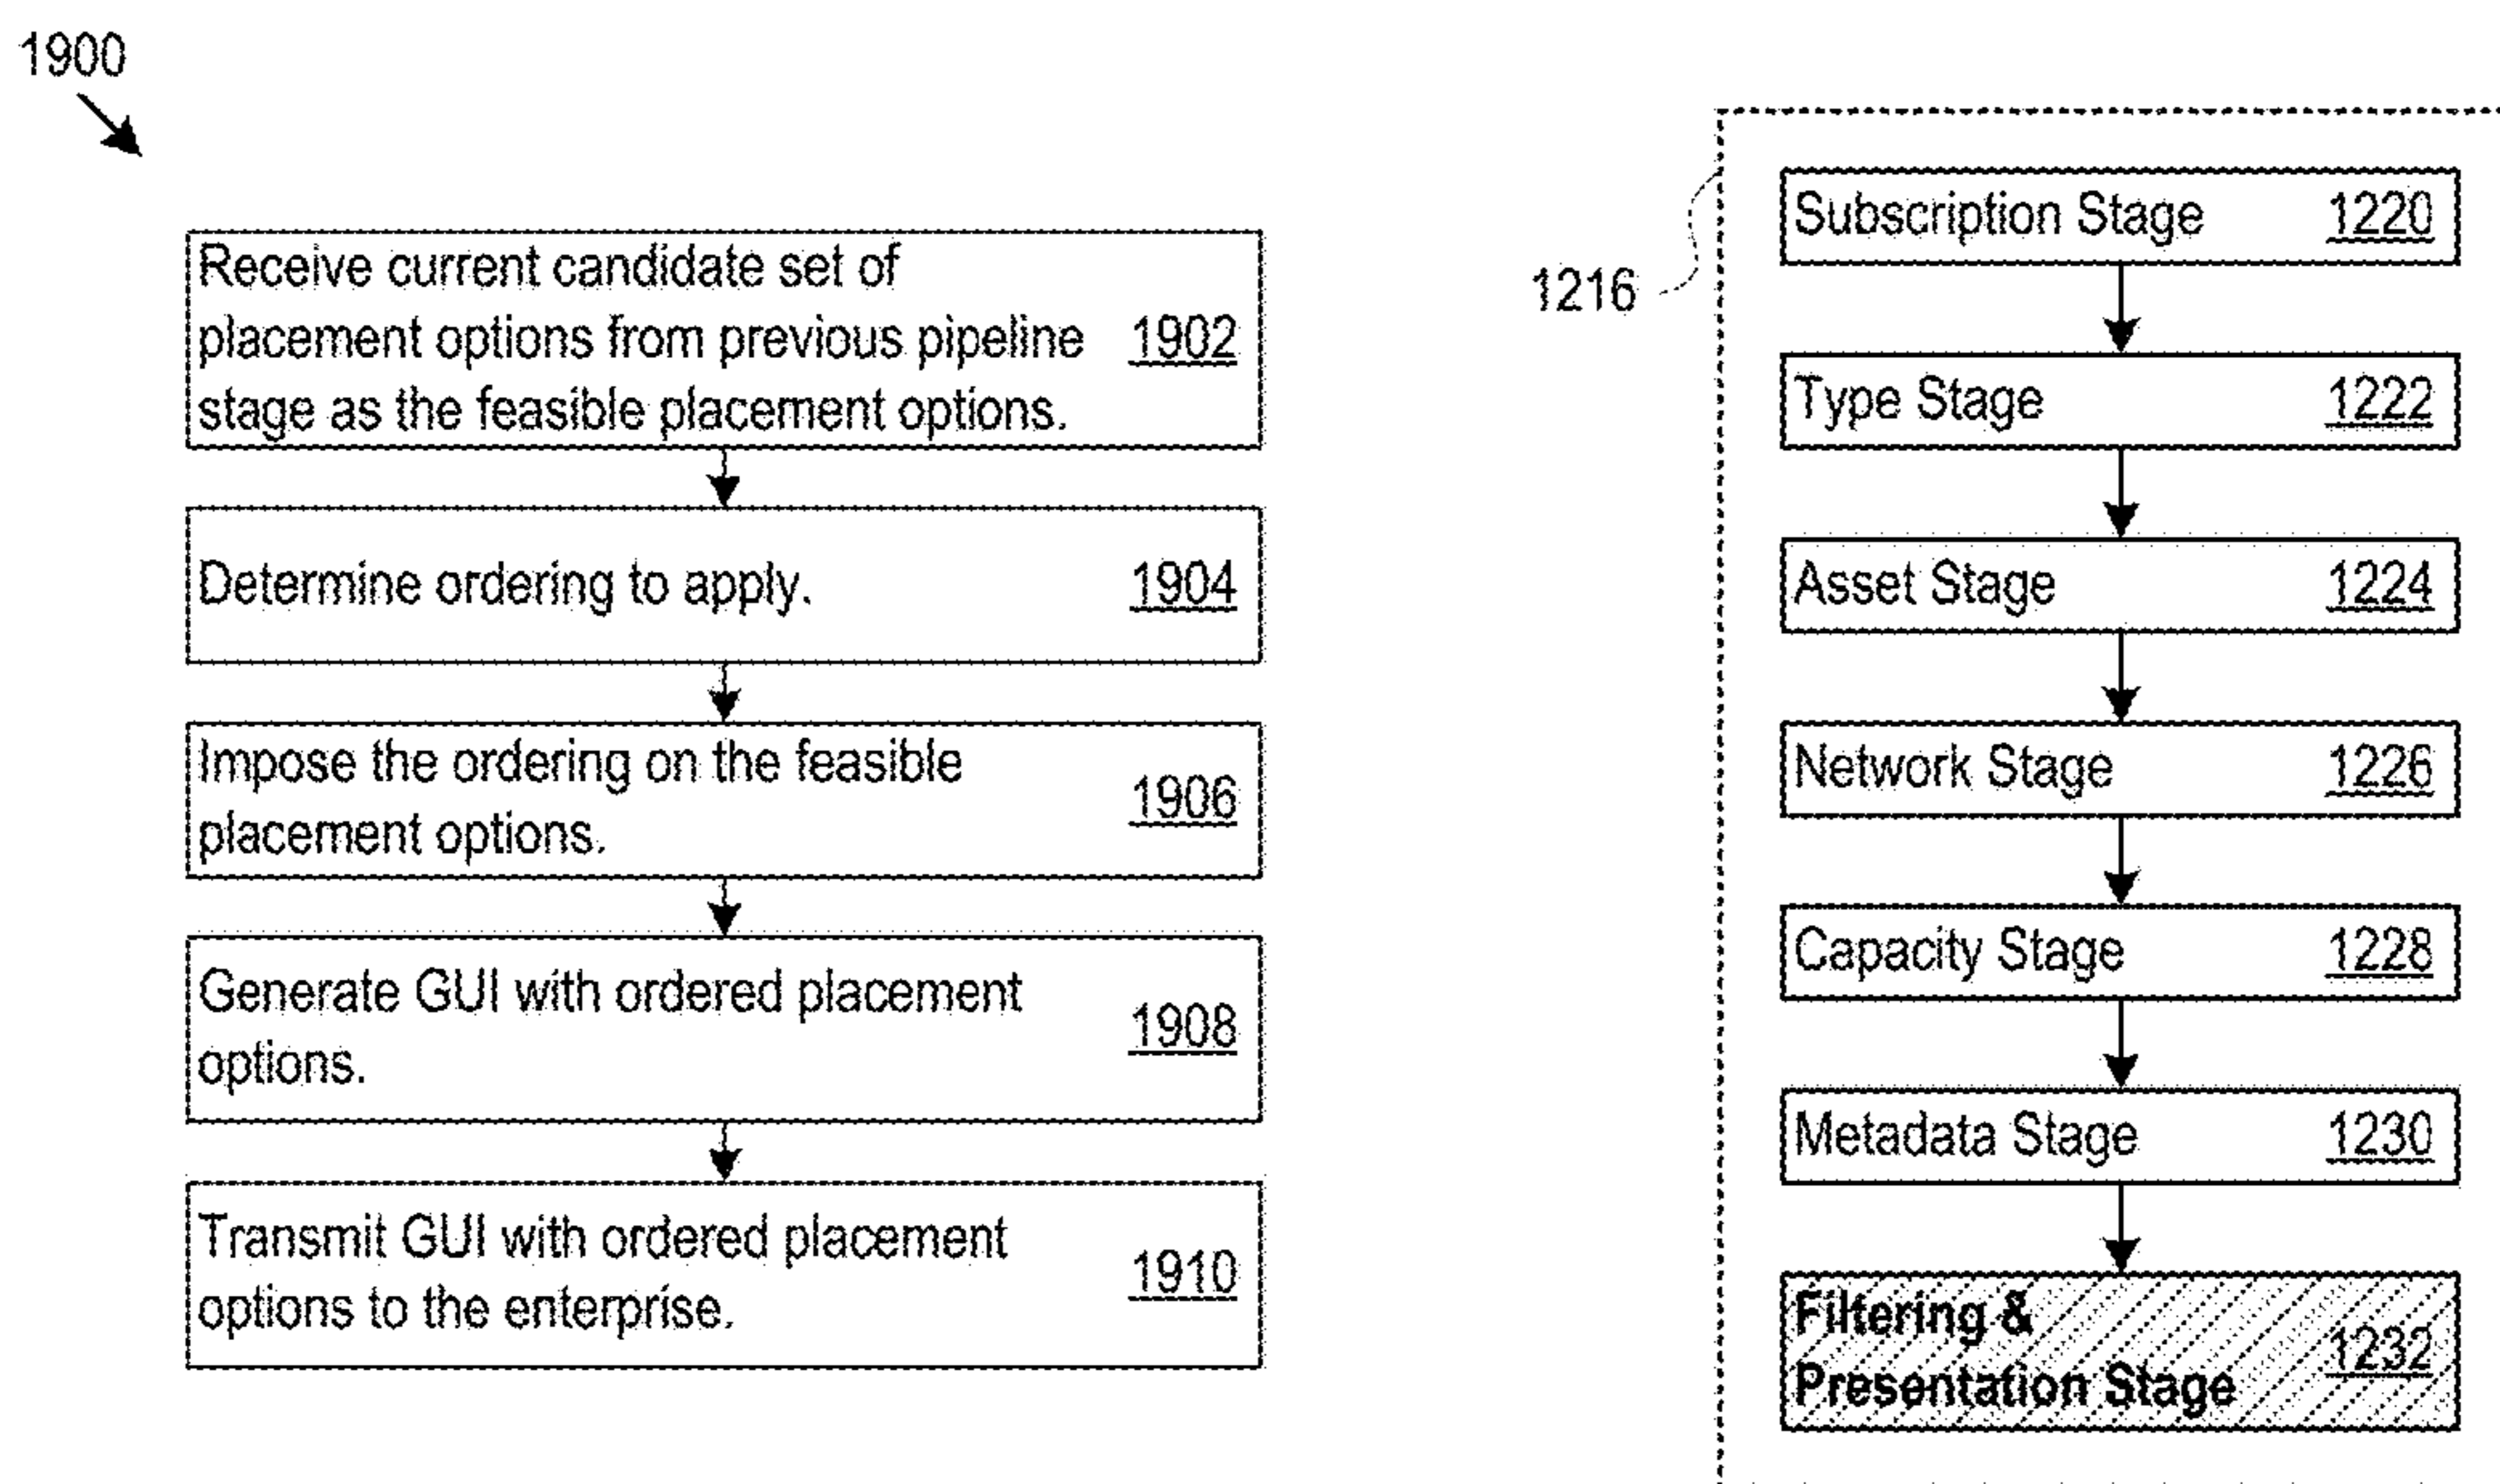 1900
Receive current candidate set of
placement options from previous pipeline 1902
stage as the feasible placement options.
Determine ordering to apply. 1904
Impose the ordering on the feasible
1906
placement options.
Generate GUI with ordered placement
1908
options.
Transmit GUI with ordered placement
1910
options to the enterprise.
1216
Subscription Stage 1220
Type Stage 1222
Asset Stage 1224
Network Stage 1226
Capacity Stage 1228
Metadata Stage 1230
Filtering &
1232
Presentation Stage